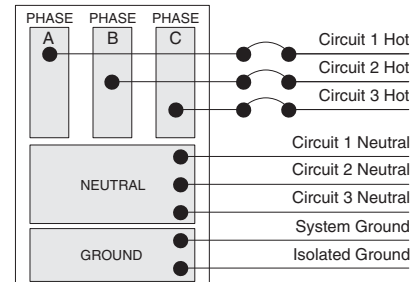 PHASE PHASE PHASE
A B C
Circuit 1 Hot
Circuit 2 Hot
Circuit 3 Hot
Circuit 1 Neutral
NEUTRAL
Circuit 2 Neutral
Circuit 3 Neutral
System Ground
GROUND
Isolated Ground